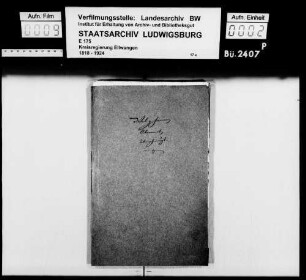 Auf. Film
0009
Verfilmungsstelle: Landesarchiv BW
Institut für Erhaltung von Archiv- und Bibliotheksgut
STAATSARCHIV LUDWIGSBURG
E 175
Kreisregierung Ellwangen
1818 - 1924
Aufn. Einheit
0002
P
Bü. 2407